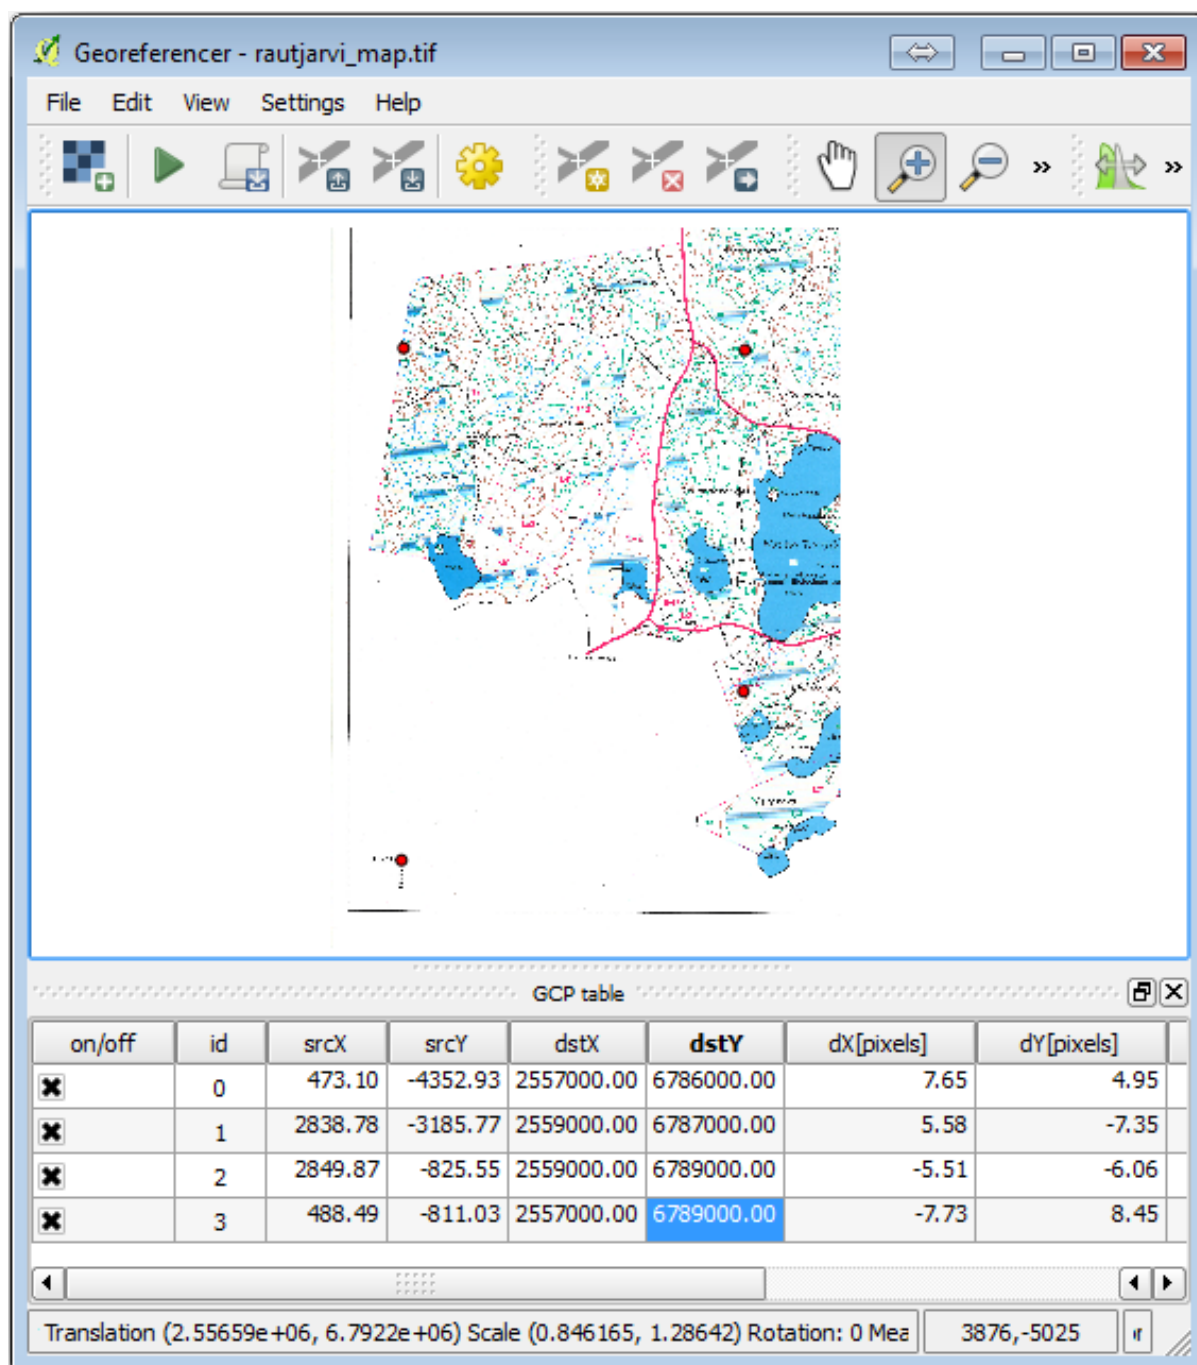 Georeferencer - rautjarvi_map.tif
File Edit View Settings Help
» »
GCP table
on/off id srcX srcY dstX dstY dX[pixels] dY[pixels]
0 473.10 -4352.93 2557000.00 6786000.00 7.65 4.95
1 2838.78 -3185.77 2559000.00 6787000.00 5.58 -7.35
2 2849.87 -825.55 2559000.00 6789000.00 -5.51 -6.06
3 488.49 -811.03 2557000.00 6789000.00 -7.73 8.45
Translation (2.55659e+06, 6.7922e+06) Scale (0.846165, 1.28642) Rotation: 0 Mea 3876,-5025